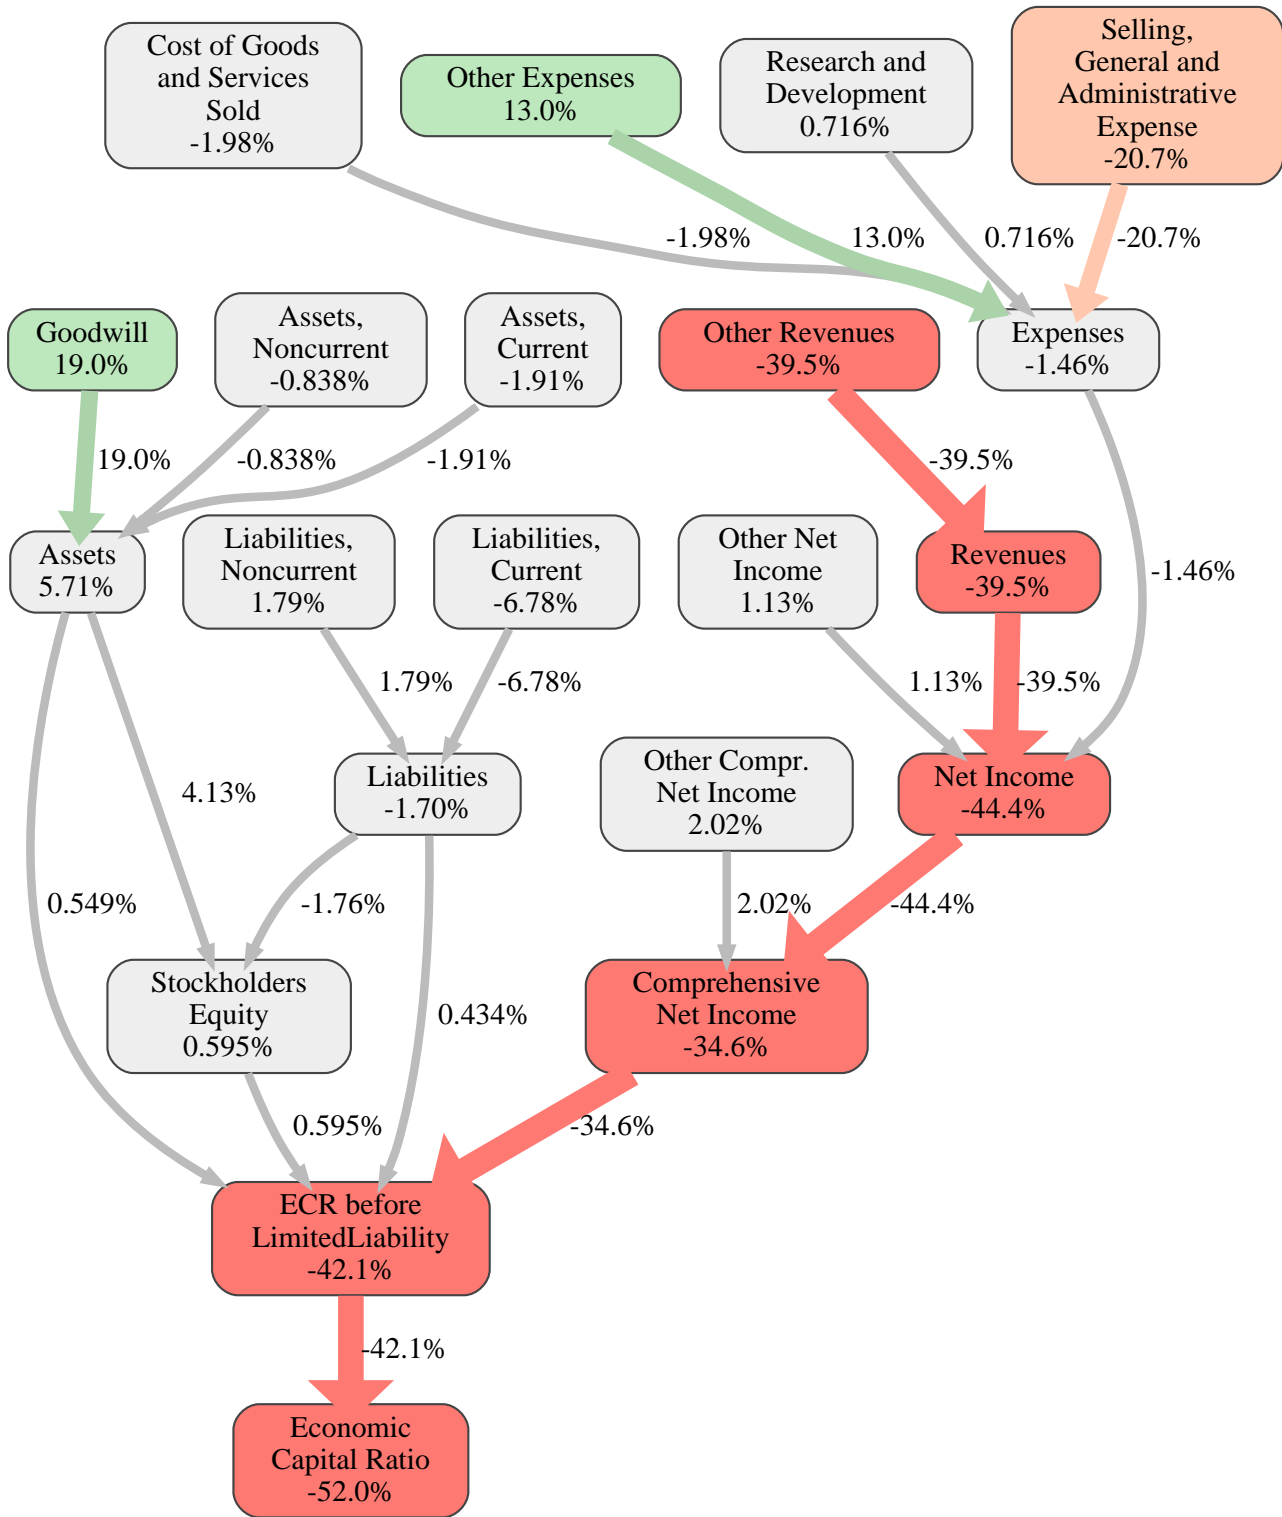 Cost of Goods
and Services
Sold
-1.98%
Other Expenses
13.0%
Research and
Development
0.716%
Selling,
General and
Administrative
Expense
-20.7%
-1.98%
13.0%
0.716%
-20.7%
Goodwill
19.0%
Assets,
Noncurrent
-0.838%
Assets,
Current
-1.91%
Other Revenues
-39.5%
Expenses
-1.46%
19.0%
-0.838%
-1.91%
-39.5%
Assets
5.71%
Liabilities,
Noncurrent
1.79%
Liabilities,
Current
-6.78%
Other Net
Income
1.13%
Revenues
-39.5%
-1.46%
1.79%
-6.78%
1.13%
-39.5%
4.13%
Liabilities
-1.70%
Other Compr.
Net Income
2.02%
Net Income
-44.4%
0.549%
-1.76%
2.02%
-44.4%
Stockholders
Equity
0.595%
0.434%
Comprehensive
Net Income
-34.6%
0.595%
-34.6%
ECR before
LimitedLiability
-42.1%
-42.1%
Economic
Capital Ratio
-52.0%